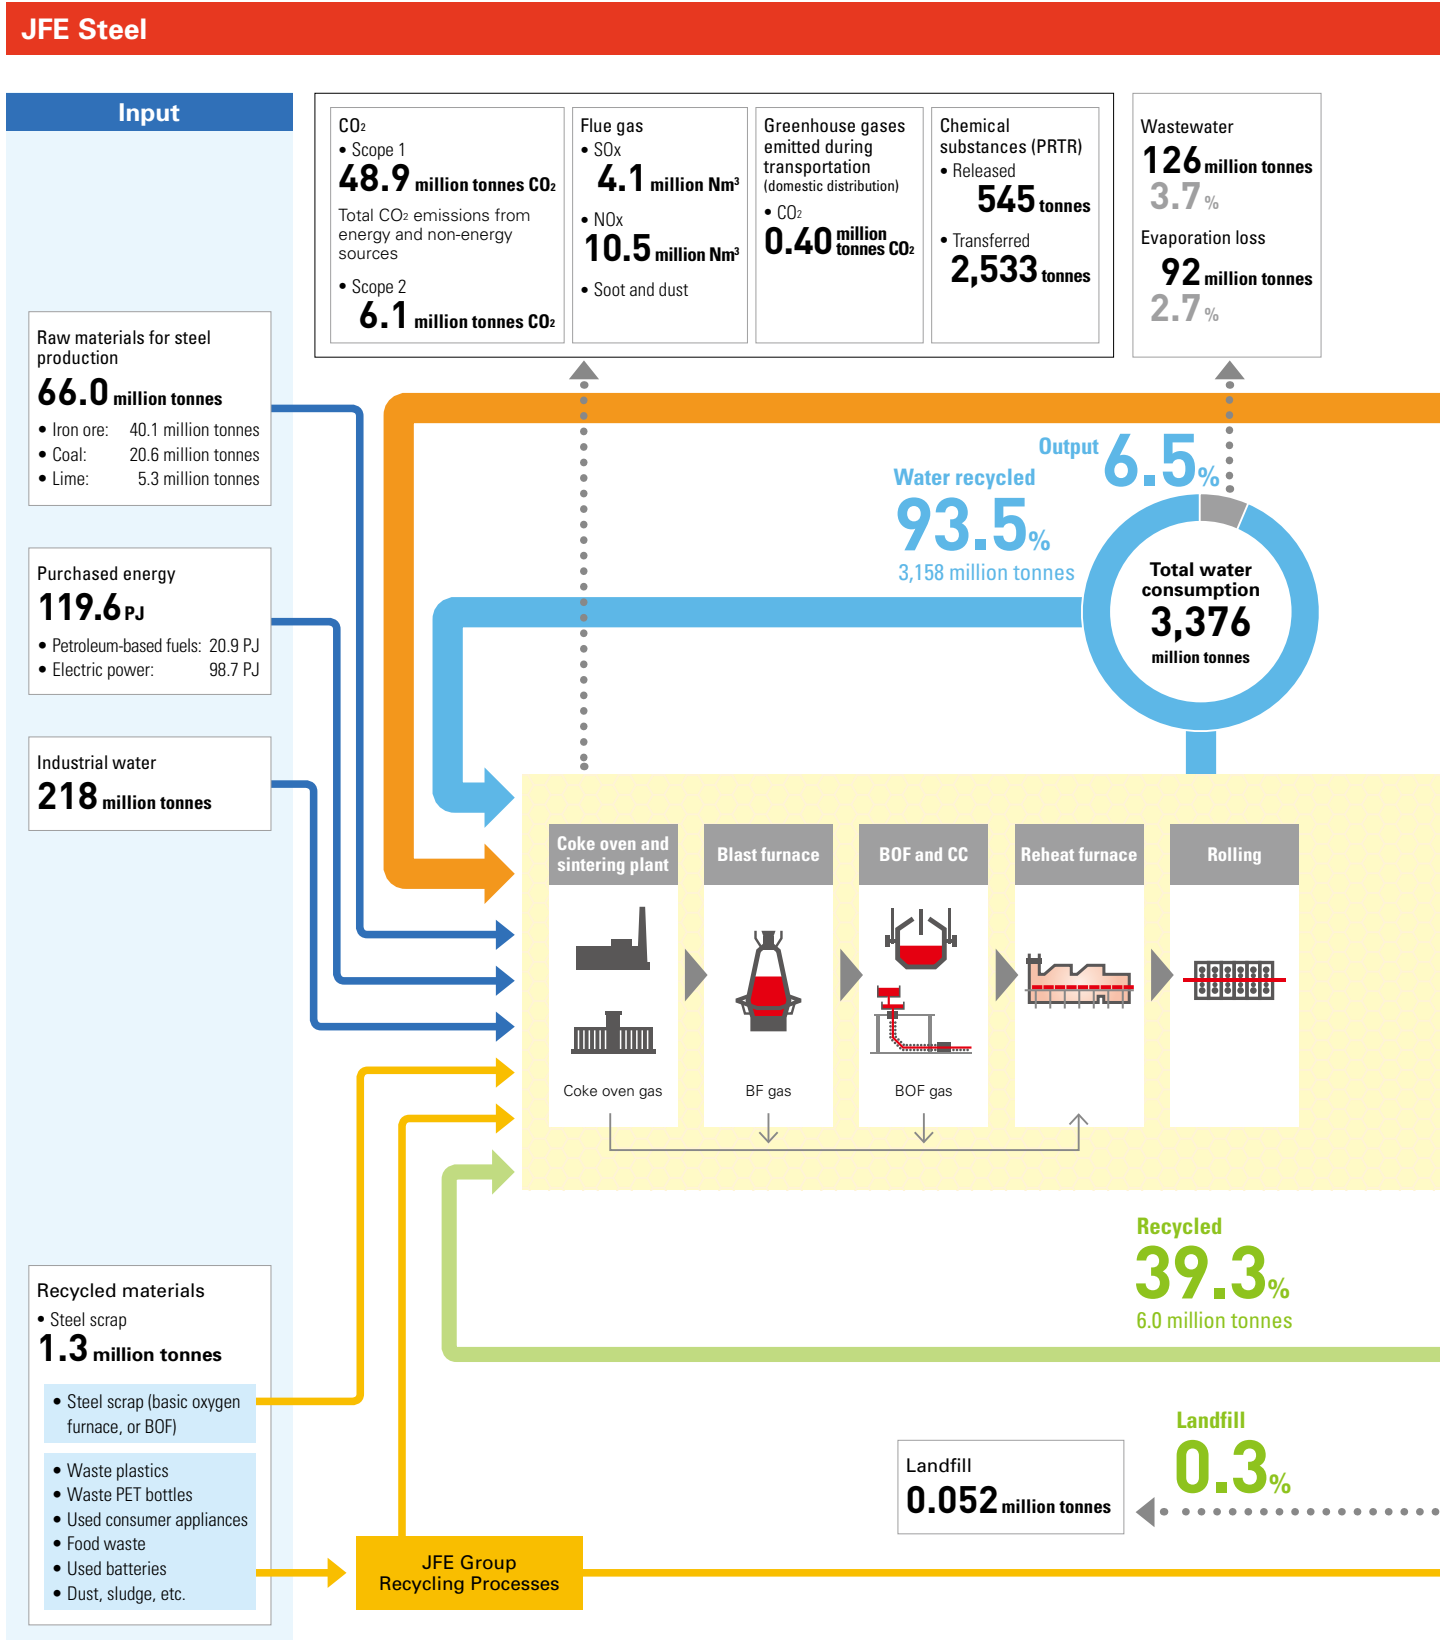 JFE Steel
Input
CO2
• Scope 1
48.9 million tonnes CO2
Total CO2 emissions from
energy and non-energy
sources
• Scope 2
6.1 million tonnes CO2
Flue gas
• SOx
4.1 million Nm³
• NOx
10.5 million Nm³
• Soot and dust
Greenhouse gases
emitted during
transportation
(domestic distribution)
• CO2
0.40 million
tonnes CO2
Chemical
substances (PRTR)
• Released
545 tonnes
• Transferred
2,533 tonnes
Wastewater
126 million tonnes
3.7 %
Evaporation loss
92 million tonnes
2.7 %
Raw materials for steel
production
66.0 million tonnes
• Iron ore: 40.1 million tonnes
• Coal: 20.6 million tonnes
• Lime: 5.3 million tonnes
Output 6.5%
Water recycled
93.5%
3,158 million tonnes
Total water
consumption
3,376
million tonnes
Purchased energy
119.6 PJ
• Petroleum-based fuels: 20.9 PJ
• Electric power: 98.7 PJ
Industrial water
218 million tonnes
Coke oven and
sintering plant
Blast furnace
BOF and CC
Reheat furnace
Rolling
Coke oven gas
BF gas
BOF gas
Recycled
39.3%
6.0 million tonnes
Recycled materials
• Steel scrap
1.3 million tonnes
• Steel scrap (basic oxygen
furnace, or BOF)
• Waste plastics
• Waste PET bottles
• Used consumer appliances
• Food waste
• Used batteries
• Dust, sludge, etc.
Landfill
0.3%
Landfill
0.052 million tonnes
JFE Group
Recycling Processes